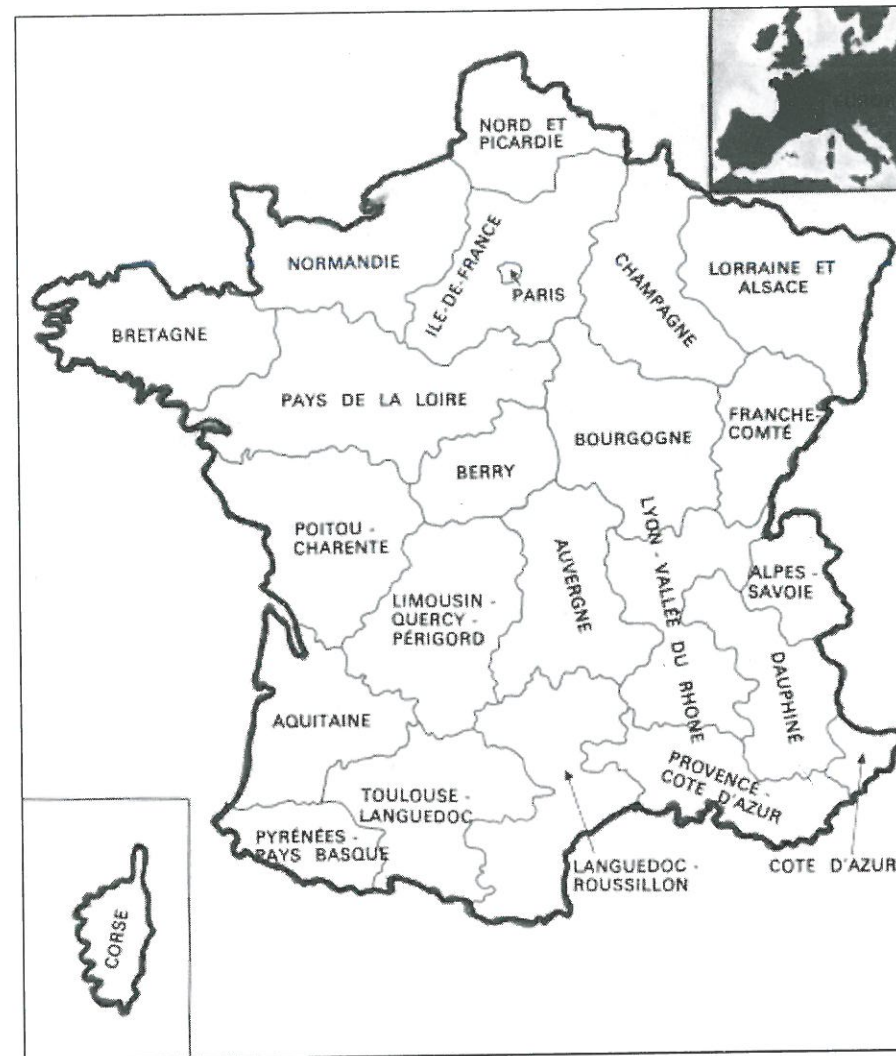 NORD ET
PICARDIE
NORMANDIE
ILE-DE-FRANCE
PARIS
CHAMPAGNE
LORRAINE ET
ALSACE
BRETAGNE
PAYS DE LA LOIRE
BERRY
BOURGOGNE
FRANCHE-
COMTÉ
POITOU -
CHARENTE
LIMOUSIN -
QUERCY -
PÉRIGORD
AUVERGNE
LYON - VALLÉE DU RHONE
ALPES -
SAVOIE
DAUPHINÉ
AQUITAINE
TOULOUSE -
LANGUEDOC
PROVENCE -
COTE D'AZUR
PYRÉNÉES -
PAYS BASQUE
LANGUEDOC -
ROUSSILLON
COTE D'AZUR
CORSE